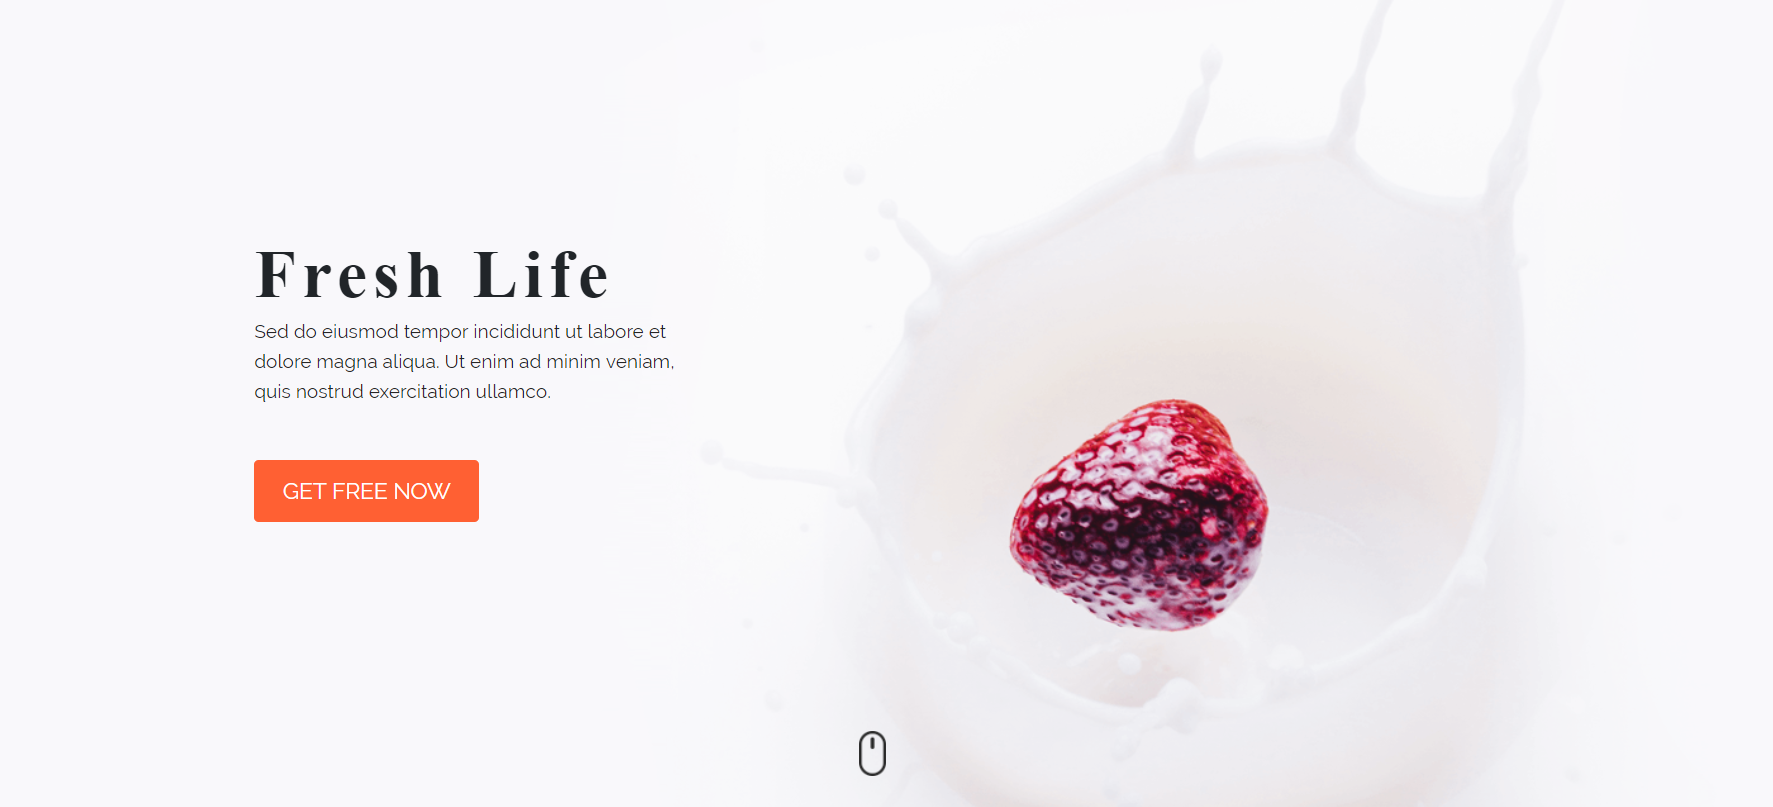 Fresh Life
Sed do eiusmod tempor incididunt ut labore et
dolore magna aliqua. Ut enim ad minim veniam,
quis nostrud exercitation ullamco.
GET FREE NOW